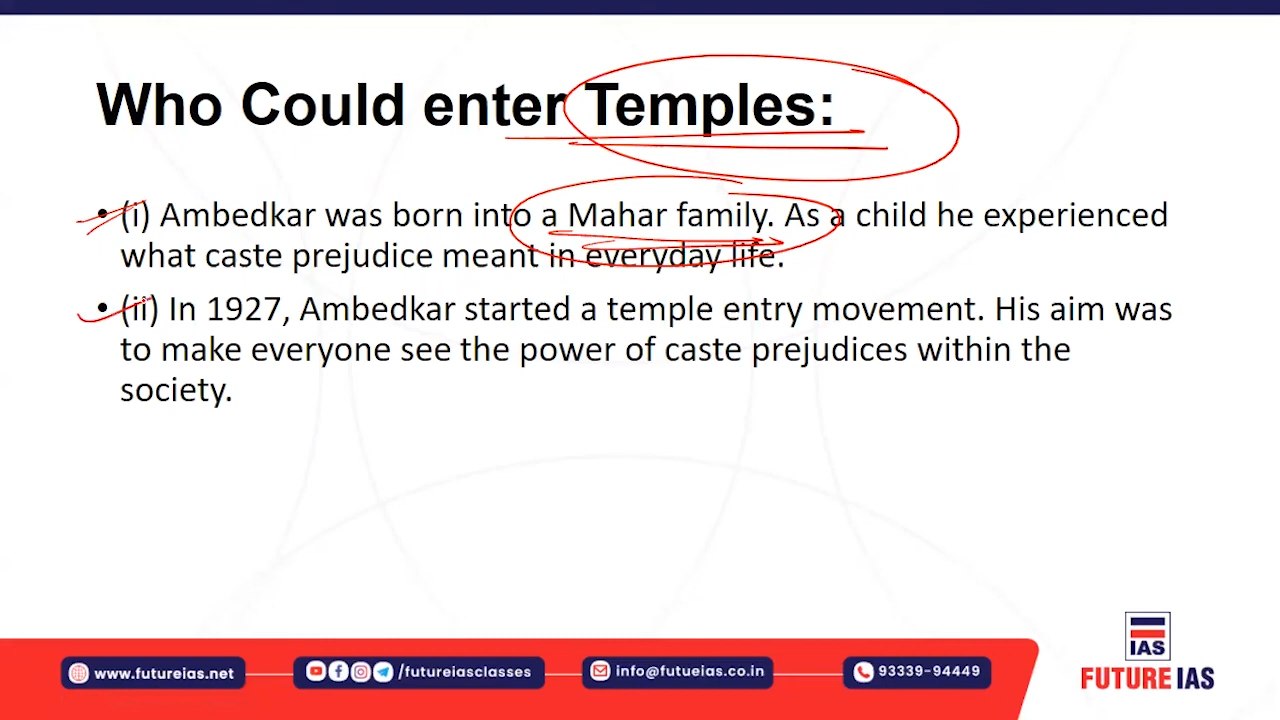 Who Could enter Temples:
• (i) Ambedkar was born into a Mahar family. As a child he experienced
what caste prejudice meant in everyday life.
• (ii) In 1927, Ambedkar started a temple entry movement. His aim was
to make everyone see the power of caste prejudices within the
society.
IAS
www.futureias.net
/futureiasclasses
info@futueias.co.in
93339-94449
FUTURE IAS